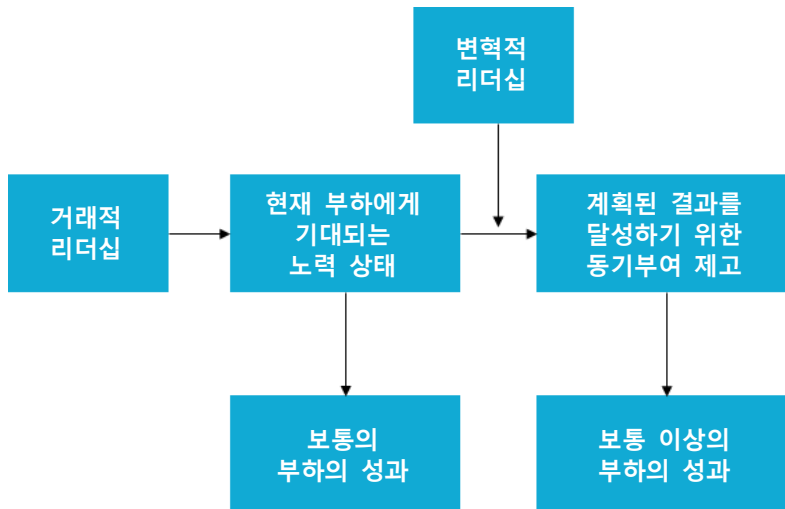 변혁적
리더십
거래적
리더십
현재 부하에게
기대되는
노력 상태
계획된 결과를
달성하기 위한
동기부여 제고
보통의
부하의 성과
보통 이상의
부하의 성과